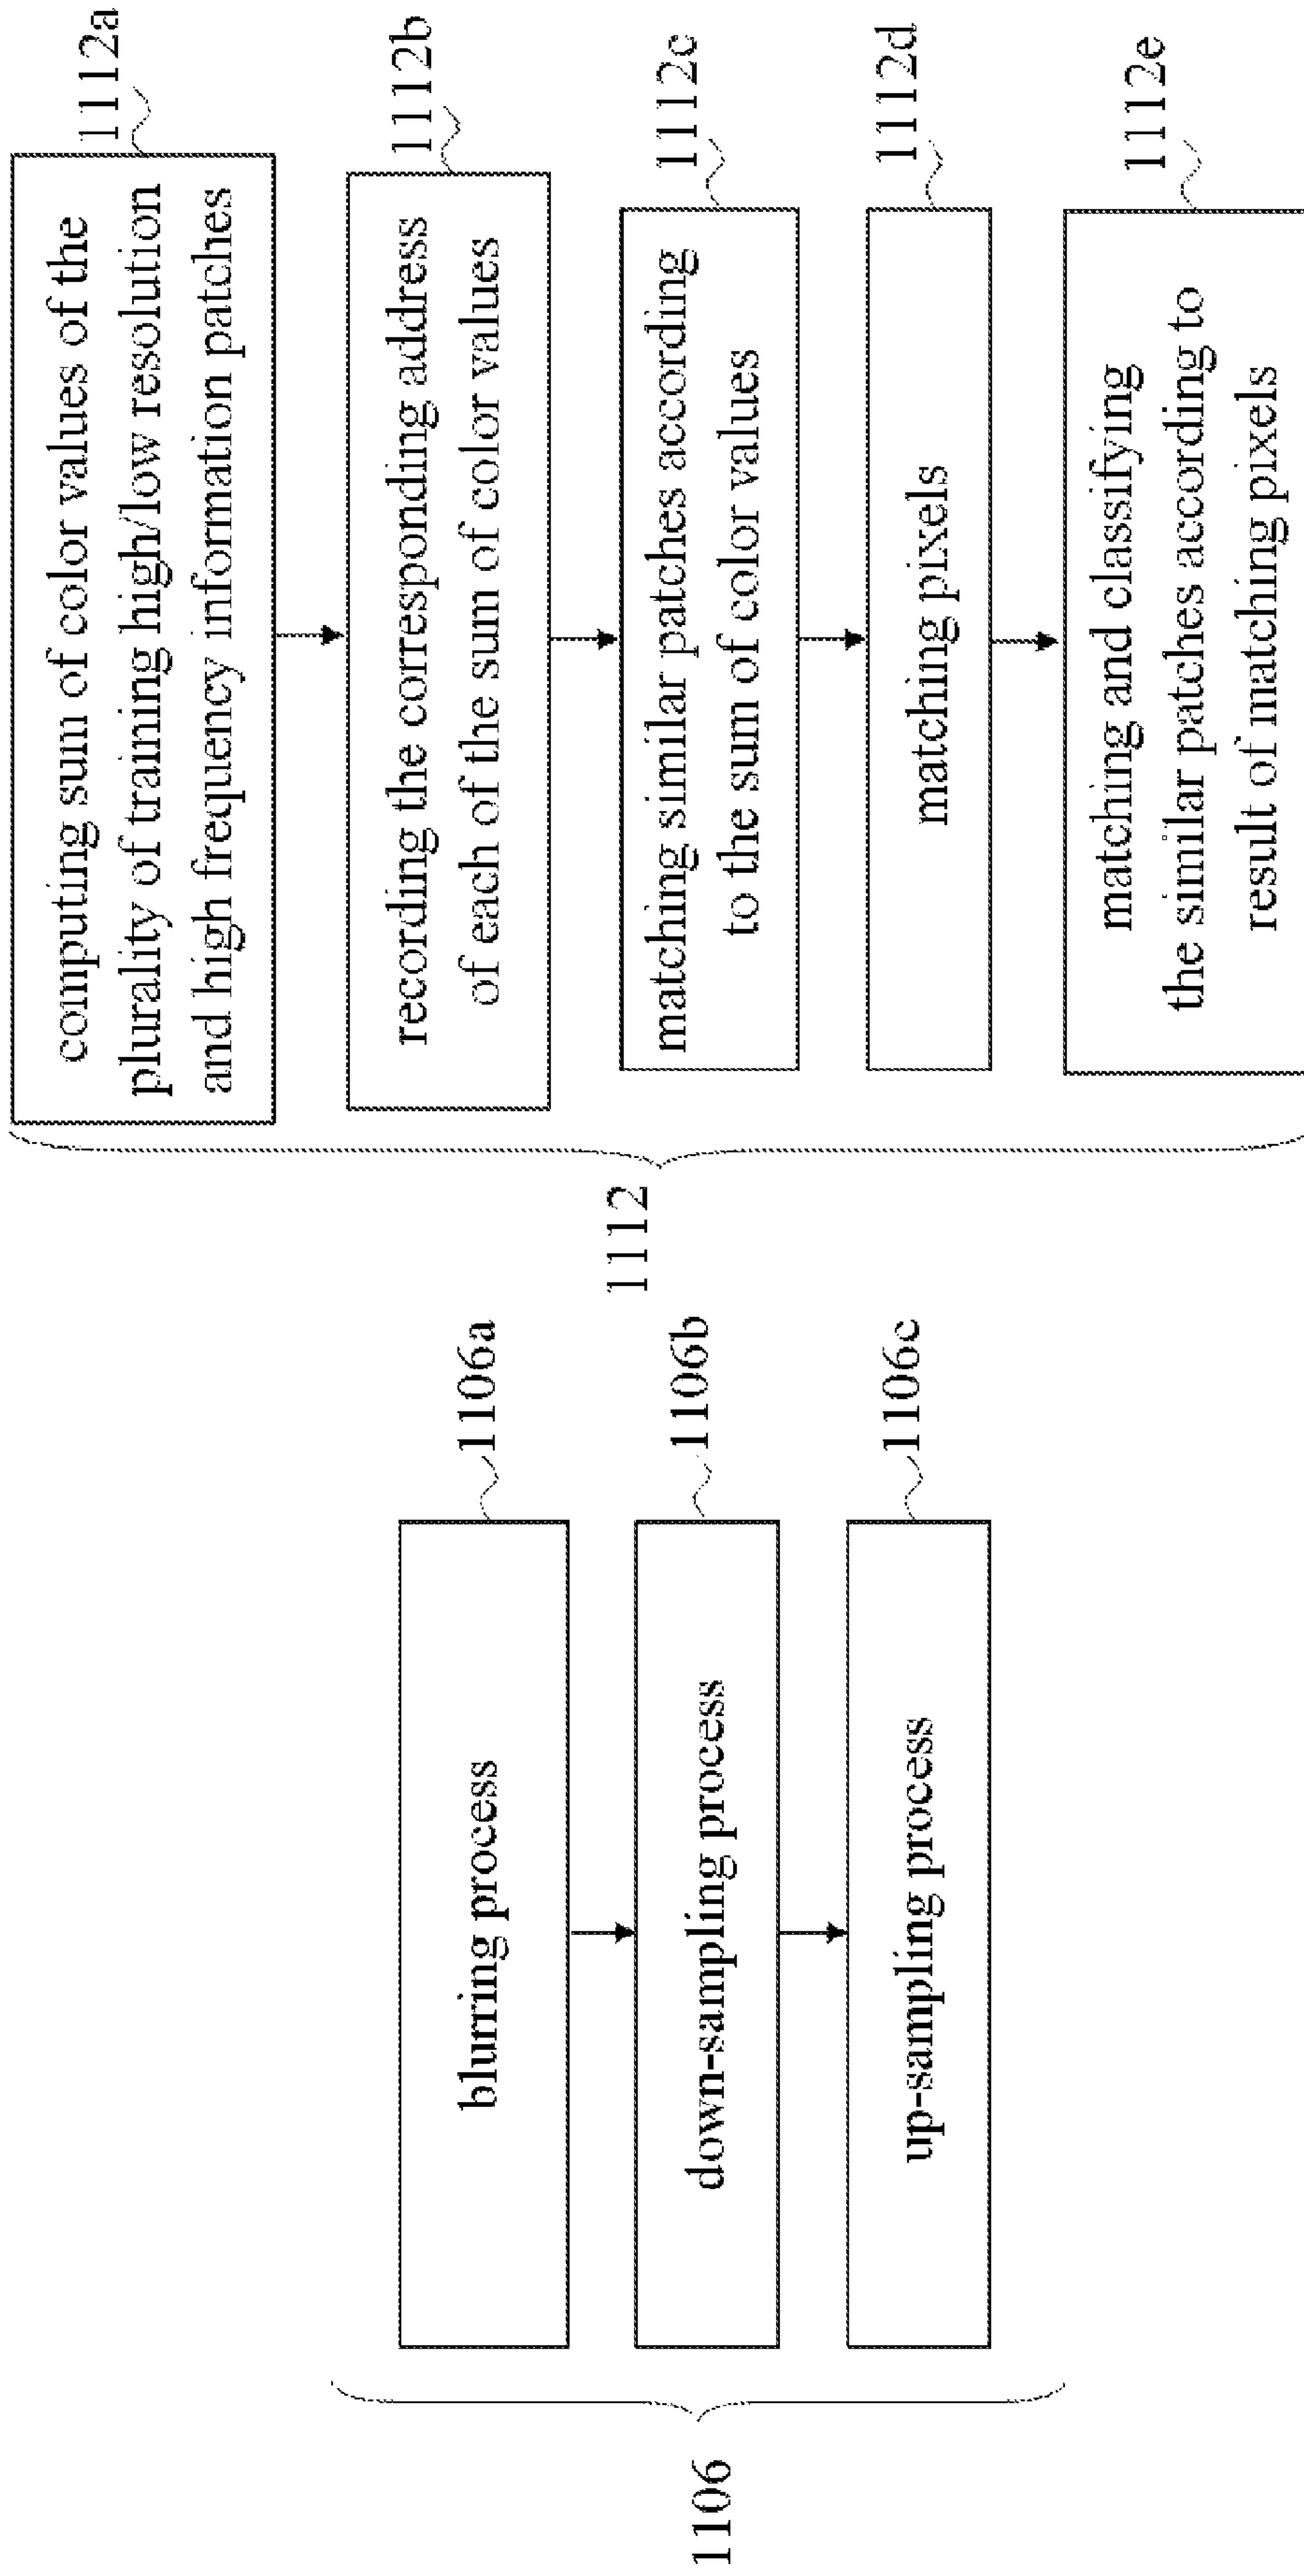 1106
blurring process
1106a
down-sampling process
1106b
up-sampling process
1106c
1112
computing sum of color values of the
plurality of training high/low resolution
and high frequency information patches
1112a
recording the corresponding address
of each of the sum of color values
1112b
matching similar patches according
to the sum of color values
1112c
matching pixels
1112d
matching and classifying
the similar patches according to
result of matching pixels
1112e